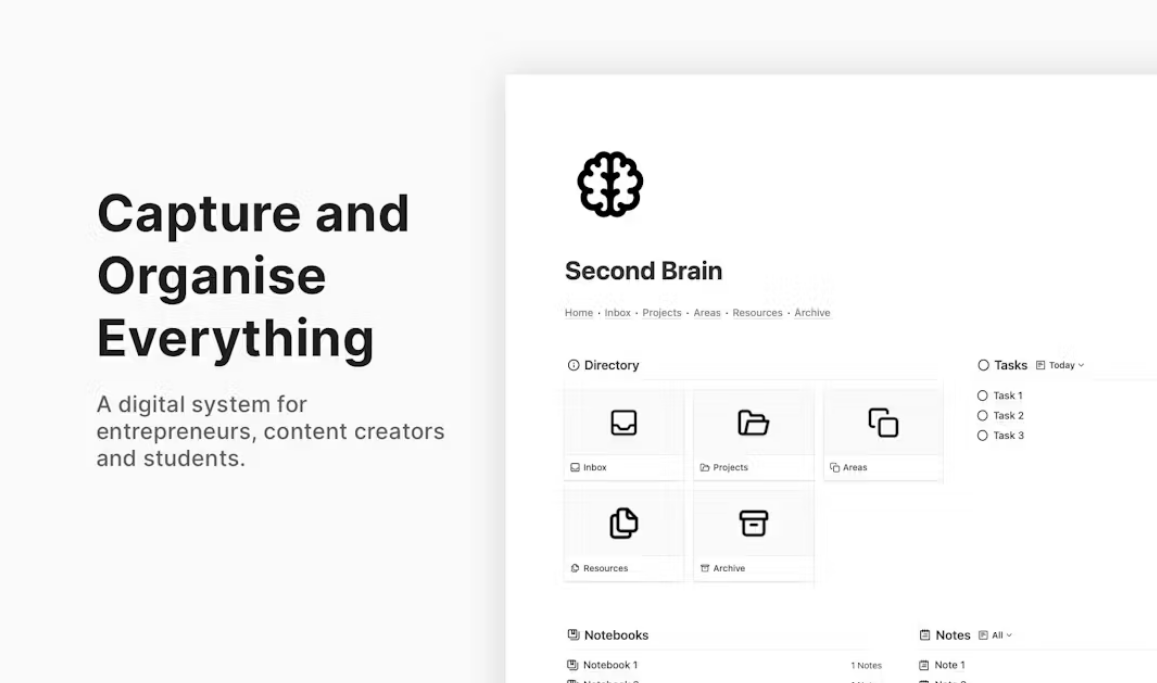 Capture and
Organise
Everything
A digital system for
entrepreneurs, content creators
and students.
Second Brain
Home • Inbox • Projects • Areas • Resources • Archive
Directory
Inbox
Projects
Areas
Resources
Archive
Tasks Today
Task 1
Task 2
Task 3
Notebooks
Notebook 1 1 Notes
Notes All
Note 1